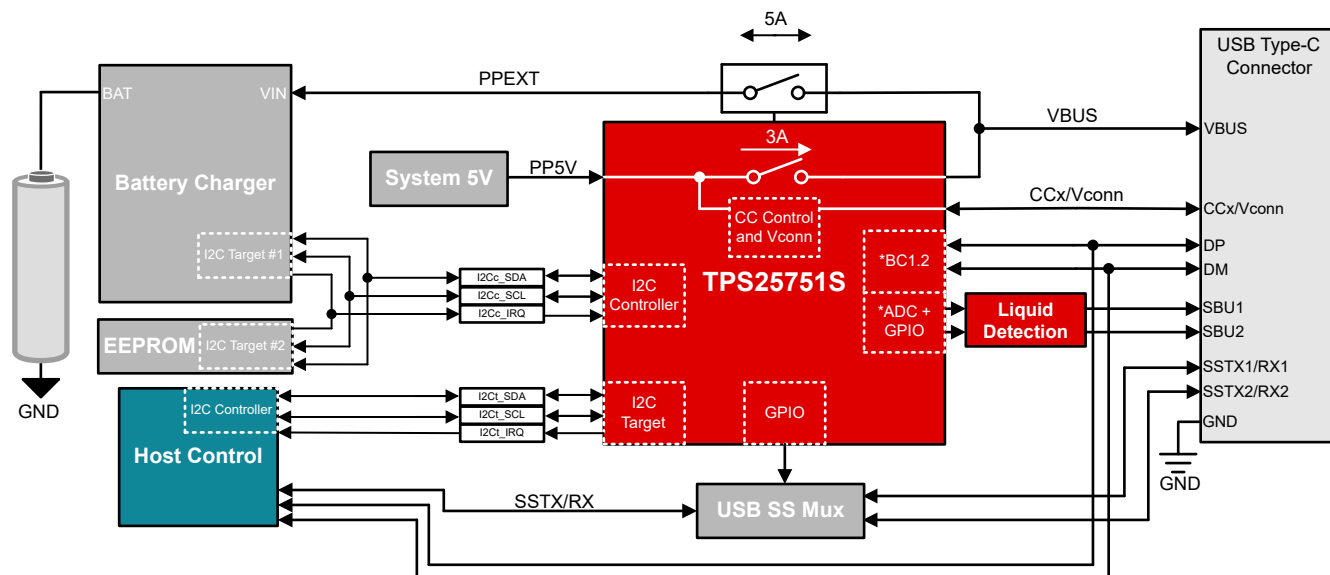 5A
USB Type-C
Connector
PPEXT
BAT
VIN
VBUS
VBUS
3A
Battery Charger
System 5V
PP5V
CCx/Vconn
CCx/Vconn
CC Control
and Vconn
I2C Target #1
DP
*BC1.2
DM
I2Cc_SDA
I2C
Controller
TPS25751S
I2Cc_SCL
I2Cc_IRQ
*ADC +
GPIO
Liquid
Detection
SBU1
SBU2
EEPROM
I2C Target #2
SSTX1/RX1
SSTX2/RX2
GND
I2C Controller
I2Ct_SDA
I2Ct_SCL
I2Ct_IRQ
I2C
Target
GPIO
GND
Host Control
GND
SSTX/RX
USB SS Mux